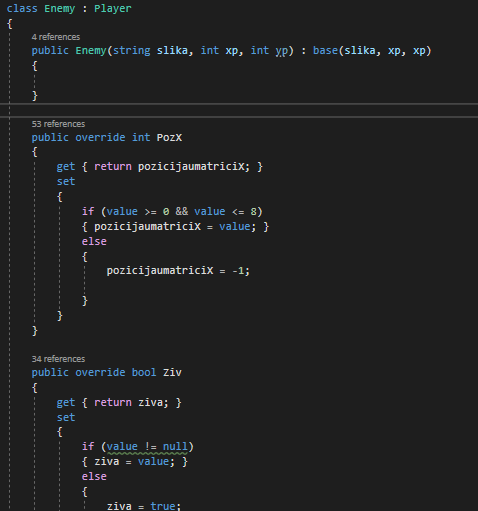 class Enemy : Player
{
4 references
public Enemy(string slika, int xp, int yp) : base(slika, xp, xp)
{
}
53 references
public override int PozX
{
get { return pozicijaumatriciX; }
set
{
if (value >= 0 && value <= 8)
{ pozicijaumatriciX = value; }
else
{
pozicijaumatriciX = -1;
}
}
}
34 references
public override bool Ziv
{
get { return ziva; }
set
{
if (value != null)
{ ziva = value; }
else
{
ziva = true;